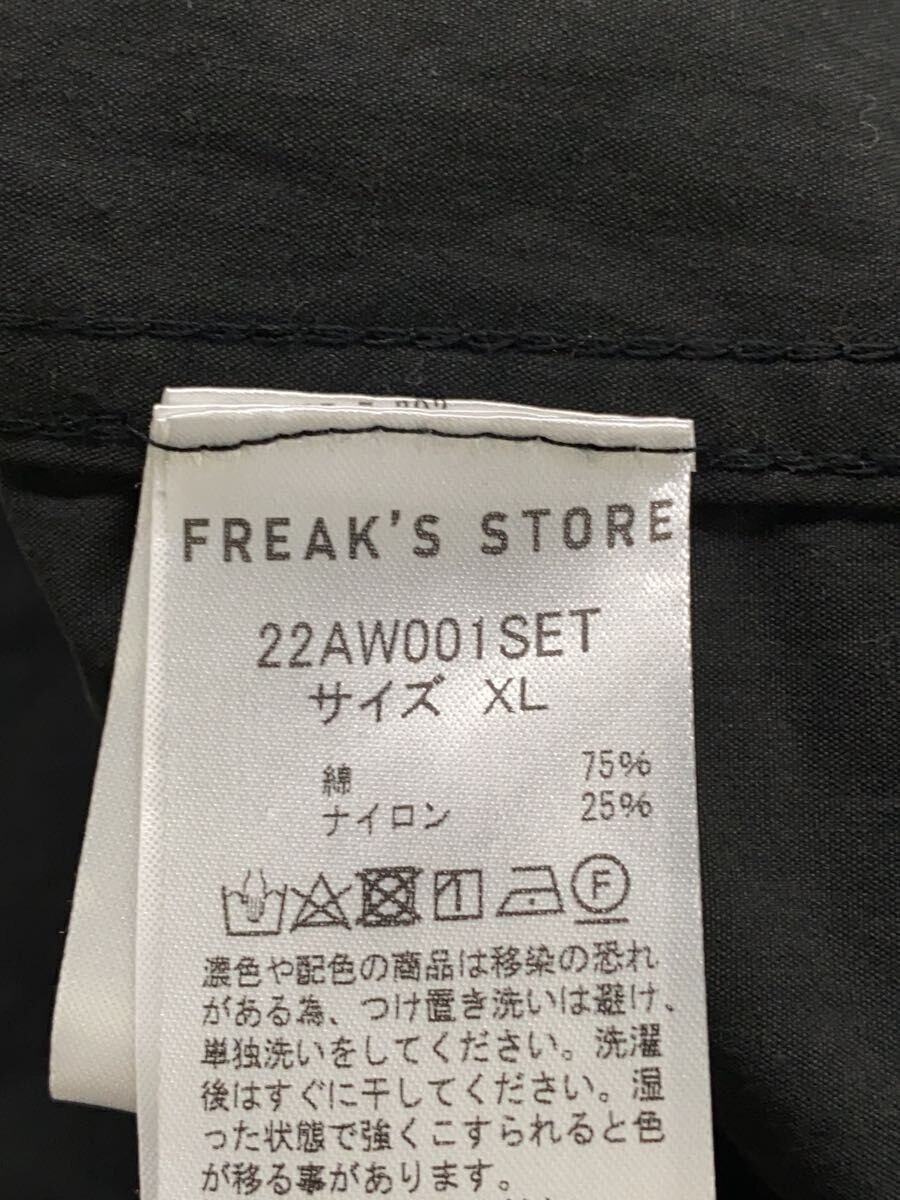 FREAK'S STORE
22AW001SET
サイズ XL
綿 75%
ナイロン 25%
F
濃色や配色の商品は移染の恐れ
がある為、つけ置き洗いは避け、
単独洗いをしてください。洗濯
後はすぐに干してください。湿
った状態で強くこすられると色
が移る事があります。